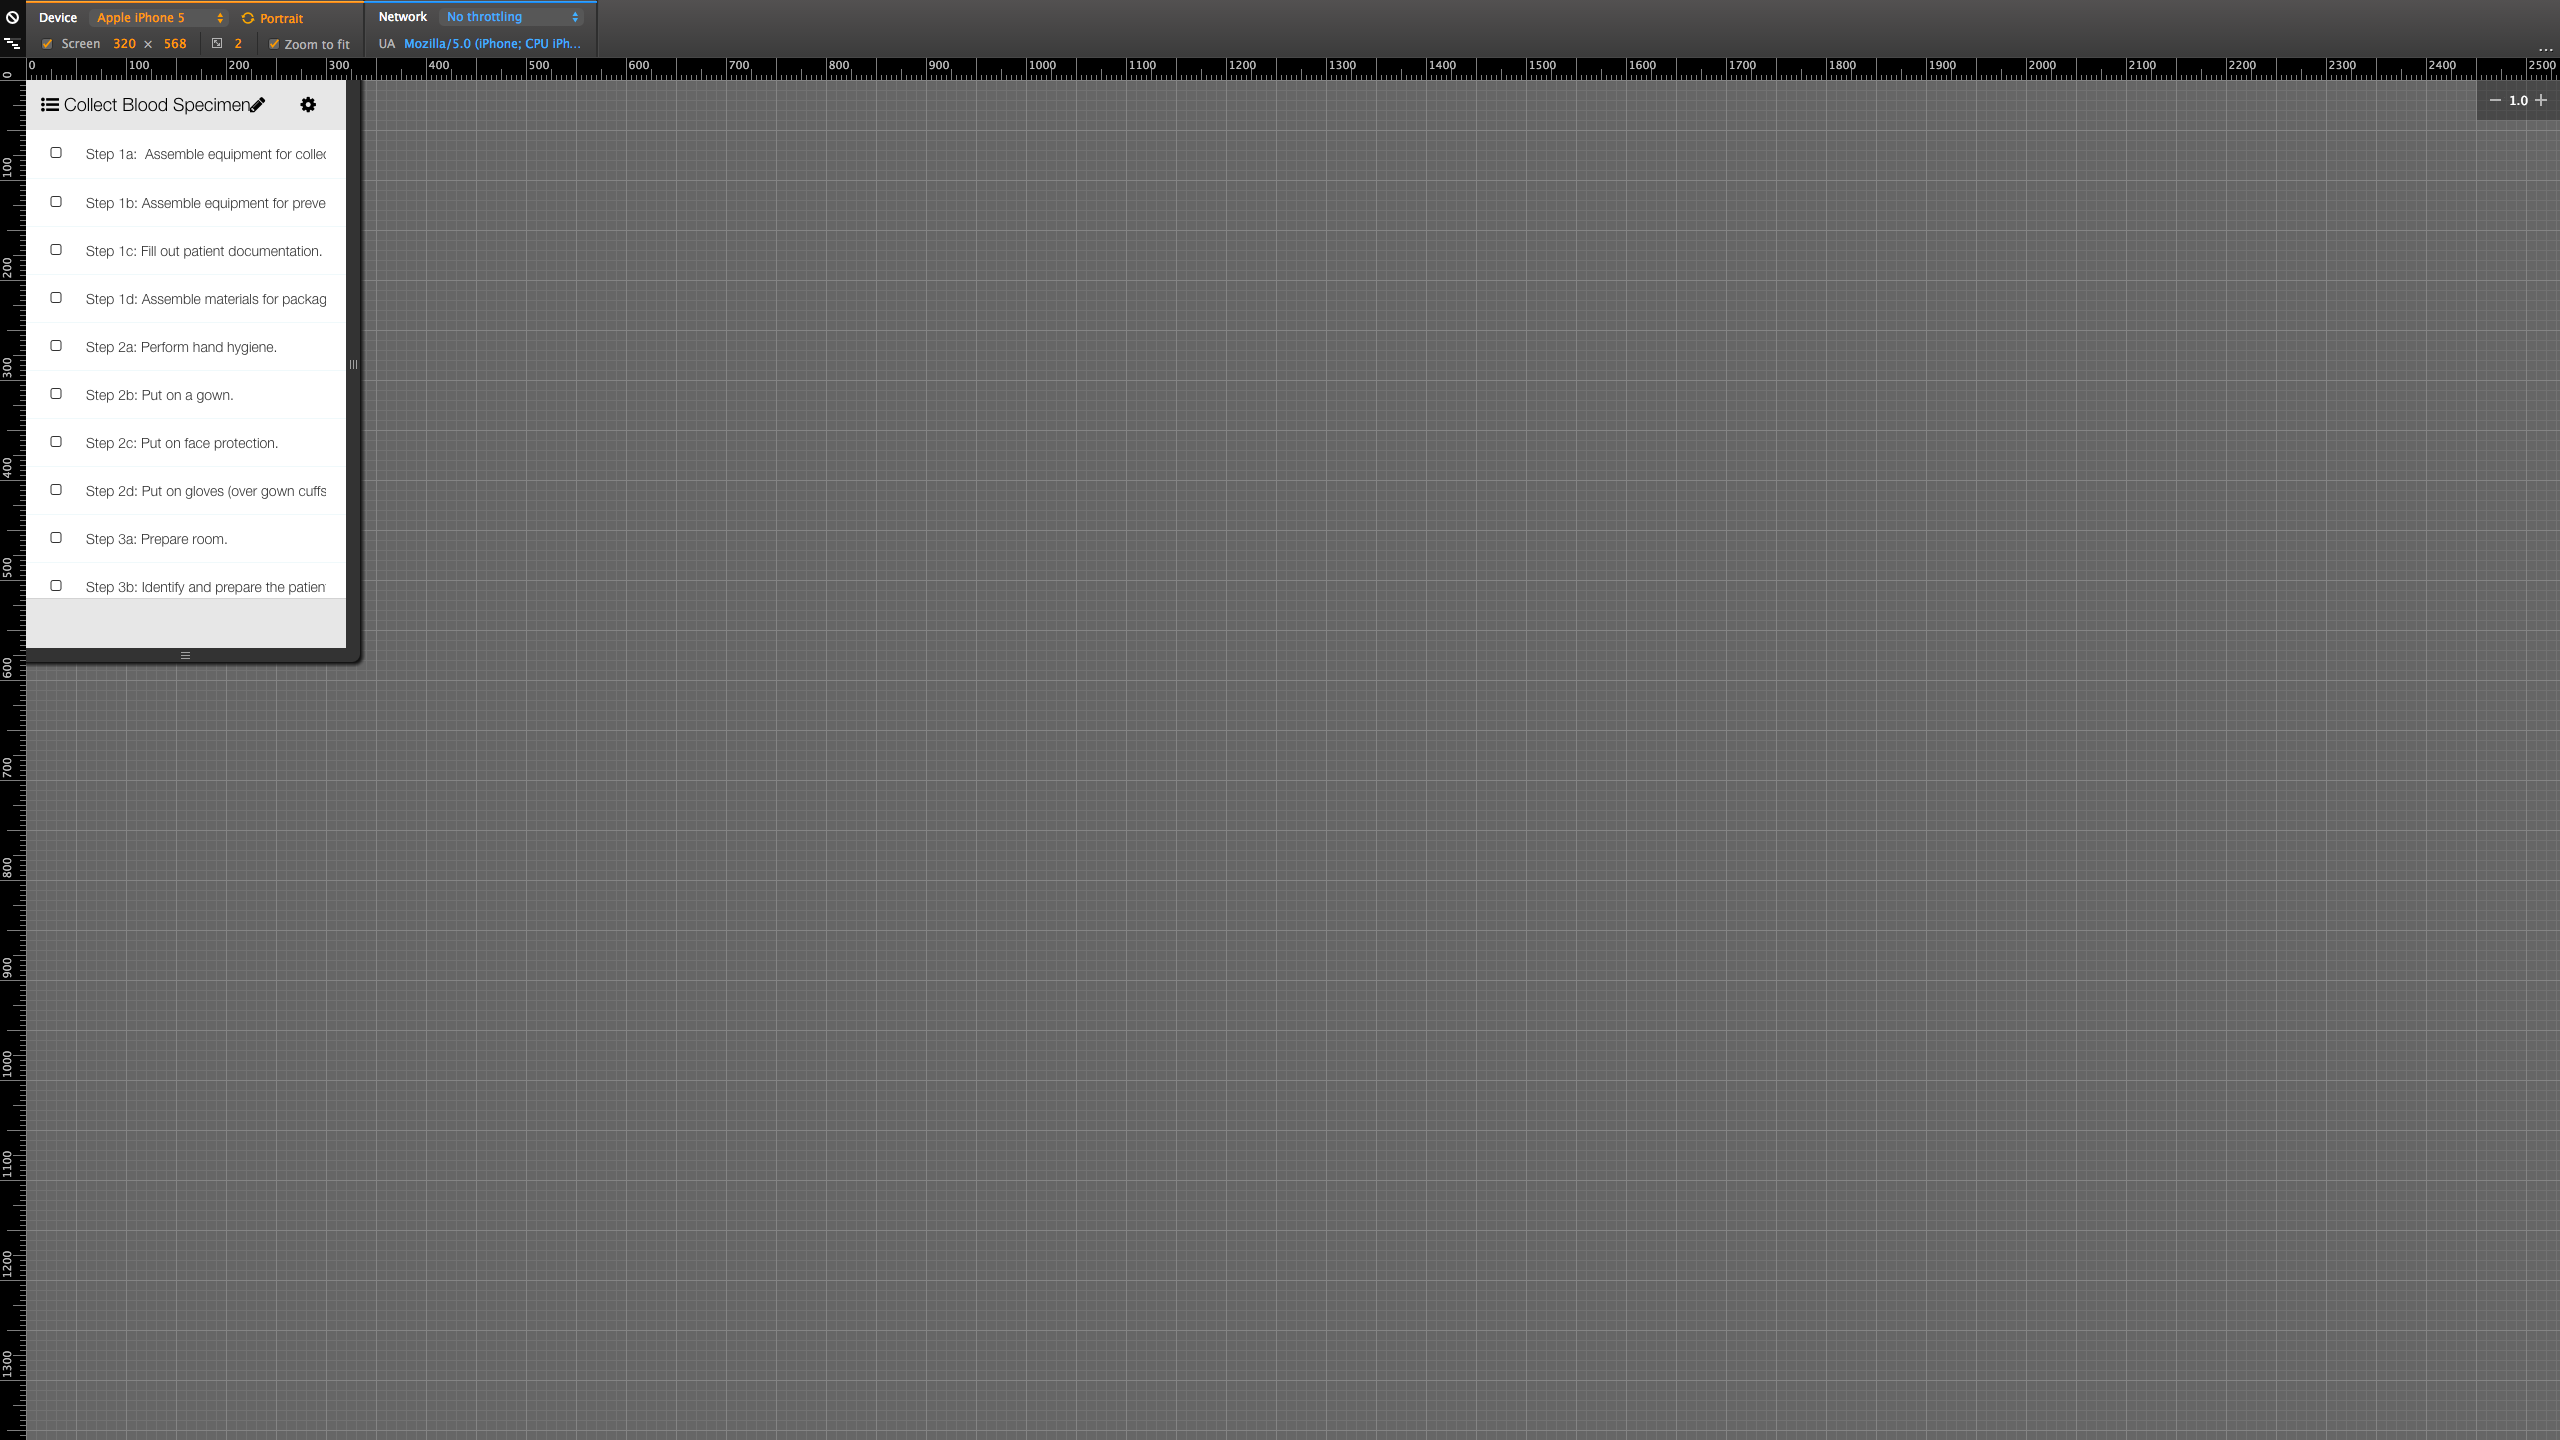 Device Apple iPhone 5 Portrait Network No throttling
Screen 320 × 568 2 Zoom to fit UA Mozilla/5.0 (iPhone; CPU iPh...
...
0 100 200 300 400 500 600 700 800 900 1000 1100 1200 1300 1400 1500 1600 1700 1800 1900 2000 2100 2200 2300 2400 2500
− 1.0 +
Collect Blood Specimen
Step 1a: Assemble equipment for collec
Step 1b: Assemble equipment for preve
Step 1c: Fill out patient documentation.
Step 1d: Assemble materials for packag
Step 2a: Perform hand hygiene.
Step 2b: Put on a gown.
Step 2c: Put on face protection.
Step 2d: Put on gloves (over gown cuffs
Step 3a: Prepare room.
Step 3b: Identify and prepare the patient
0
100
200
300
400
500
600
700
800
900
1000
1100
1200
1300